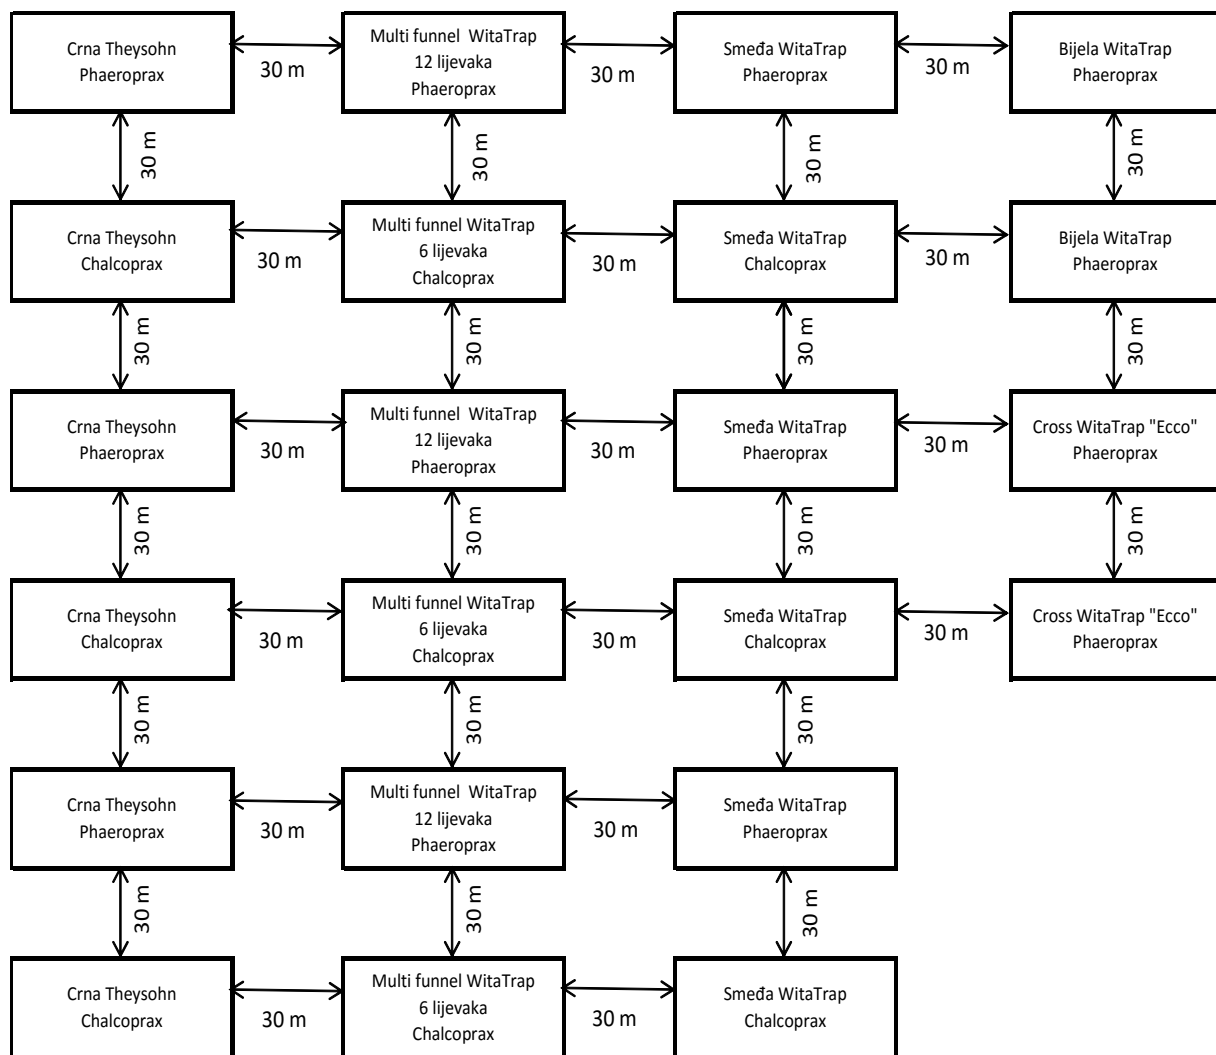 Crna Theysohn
Phaeroprax
30 m
Multi funnel WitaTrap
12 lijevaka
Phaeroprax
30 m
Smeđa WitaTrap
Phaeroprax
30 m
Bijela WitaTrap
Phaeroprax
30 m
30 m
30 m
30 m
Crna Theysohn
Chalcoprax
30 m
Multi funnel WitaTrap
6 lijevaka
Chalcoprax
30 m
Smeđa WitaTrap
Chalcoprax
30 m
Bijela WitaTrap
Phaeroprax
30 m
30 m
30 m
30 m
Crna Theysohn
Phaeroprax
30 m
Multi funnel WitaTrap
12 lijevaka
Phaeroprax
30 m
Smeđa WitaTrap
Phaeroprax
30 m
Cross WitaTrap "Ecco"
Phaeroprax
30 m
30 m
30 m
30 m
Crna Theysohn
Chalcoprax
30 m
Multi funnel WitaTrap
6 lijevaka
Chalcoprax
30 m
Smeđa WitaTrap
Chalcoprax
30 m
Cross WitaTrap "Ecco"
Phaeroprax
30 m
30 m
30 m
Crna Theysohn
Phaeroprax
30 m
Multi funnel WitaTrap
12 lijevaka
Phaeroprax
30 m
Smeđa WitaTrap
Phaeroprax
30 m
30 m
30 m
Crna Theysohn
Chalcoprax
30 m
Multi funnel WitaTrap
6 lijevaka
Chalcoprax
30 m
Smeđa WitaTrap
Chalcoprax